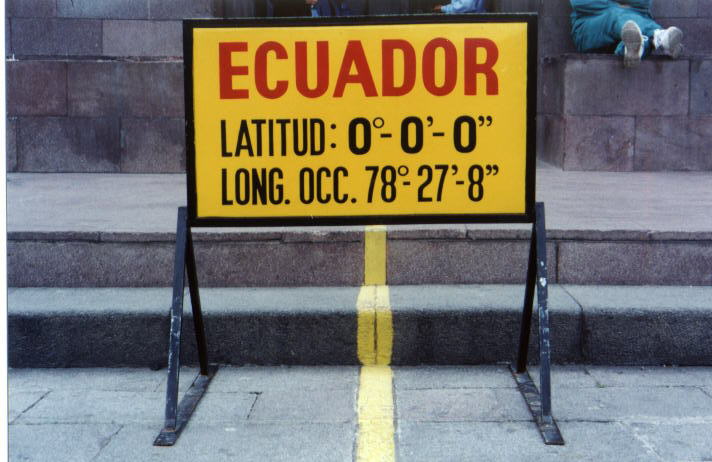 ECUADOR
LATITUD: 0°-0'-0"
LONG. OCC. 78°-27'-8"